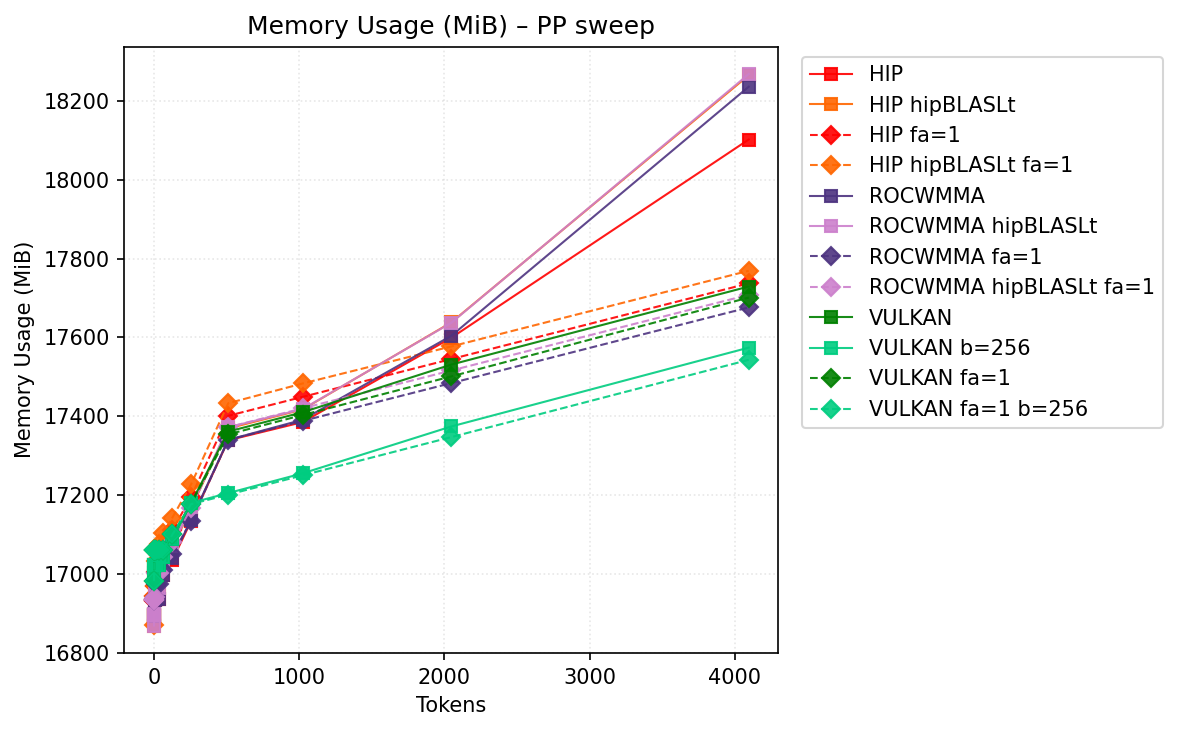 Memory Usage (MiB) – PP sweep
Memory Usage (MiB)
18200
18000
17800
17600
17400
17200
17000
16800
0
1000
2000
3000
4000
Tokens
HIP
HIP hipBLASLt
HIP fa=1
HIP hipBLASLt fa=1
ROCWMMA
ROCWMMA hipBLASLt
ROCWMMA fa=1
ROCWMMA hipBLASLt fa=1
VULKAN
VULKAN b=256
VULKAN fa=1
VULKAN fa=1 b=256